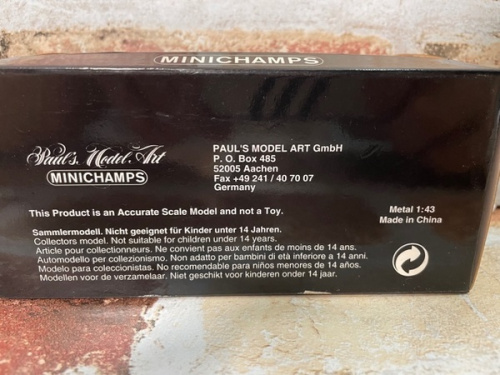 MINICHAMPS
Paul's Model Art
MINICHAMPS
PAUL'S MODEL ART GmbH
P. O. Box 485
52005 Aachen
Fax +49 241 / 40 70 07
Germany
This Product is an Accurate Scale Model and not a Toy.
Metal 1:43
Made in China
Sammlermodell. Nicht geeignet für Kinder unter 14 Jahren.
Collectors model. Not suitable for children under 14 years.
Article pour collectionneurs. Ne convient pas aux enfants de moins de 14 ans.
Automodello per collezionismo. Non adatto per bambini di età inferiore a 14 anni.
Modelo para coleccionistas. No recomendable para niños menores de 14 años.
Modellen voor de verzamelaar. Niet geschikt voor kinderen onder 14 jaar.